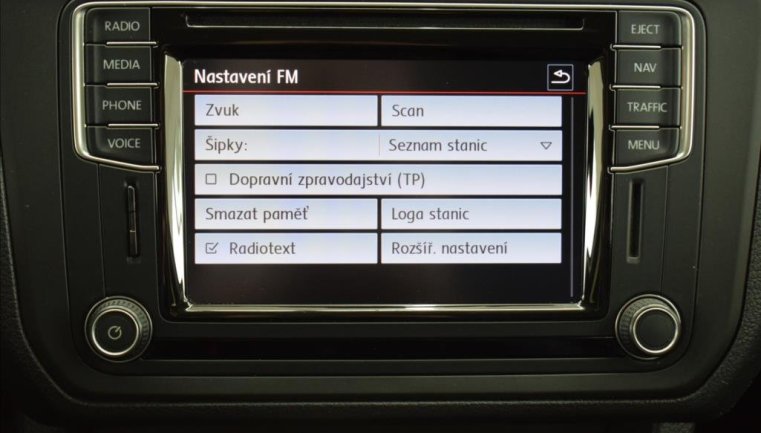 RADIO
MEDIA
PHONE
VOICE
Nastavení FM
Zvuk
Scan
Šipky:
Seznam stanic
Dopravní zpravodajství (TP)
Smazat paměť
Loga stanic
Radiotext
Rozšíř. nastavení
EJECT
NAV
TRAFFIC
MENU